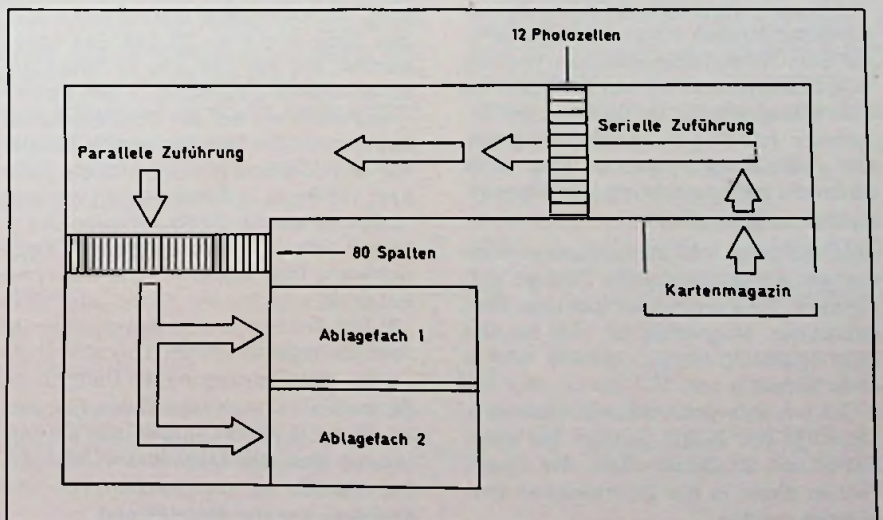 12 Photozellen
Parallele Zuführung
Serielle Zuführung
80 Spalten
Kartenmagazin
Ablagefach 1
Ablagefach 2